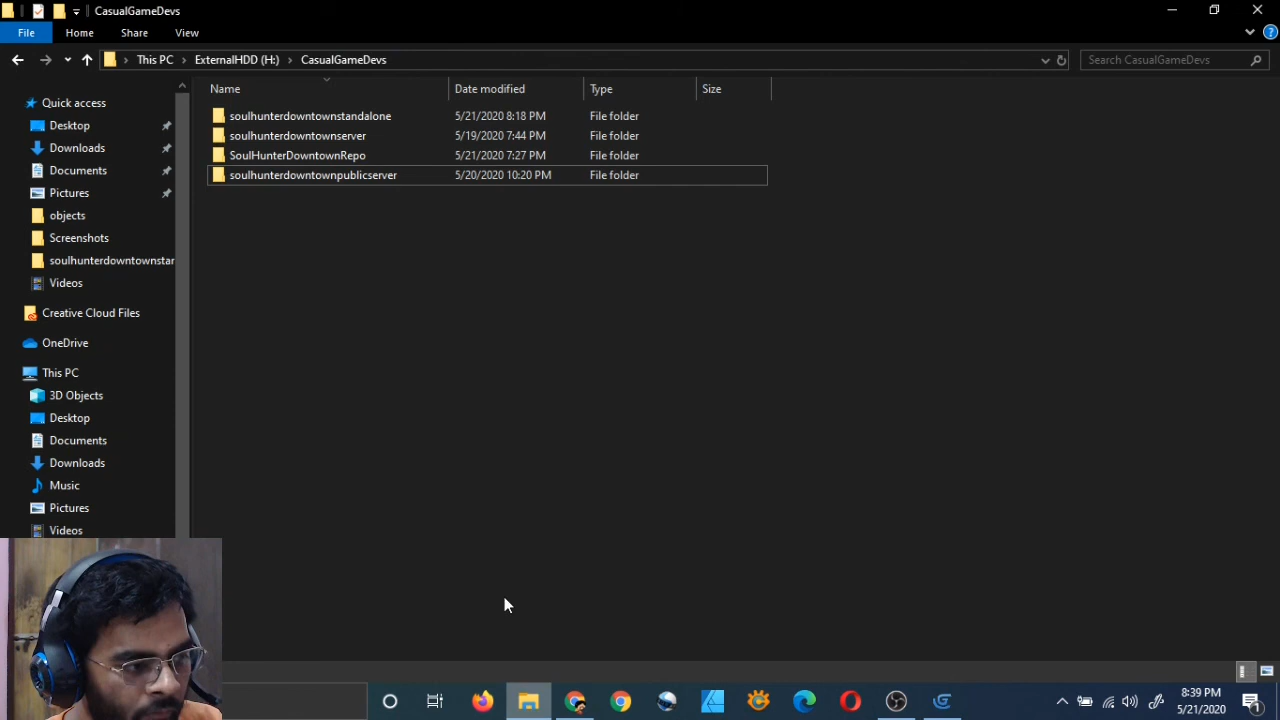 CasualGameDevs
File Home Share View
This PC ExternalHDD (H:) CasualGameDevs
Search CasualGameDevs
Name Date modified Type Size
soulhunterdowntownstandalone 5/21/2020 8:18 PM File folder
soulhunterdowntownserver 5/19/2020 7:44 PM File folder
SoulHunterDowntownRepo 5/21/2020 7:27 PM File folder
soulhunterdowntownpublicserver 5/20/2020 10:20 PM File folder
Quick access
Desktop
Downloads
Documents
Pictures
objects
Screenshots
soulhunterdowntownstar
Videos
Creative Cloud Files
OneDrive
This PC
3D Objects
Desktop
Documents
Downloads
Music
Pictures
Videos
8:39 PM
5/21/2020
1